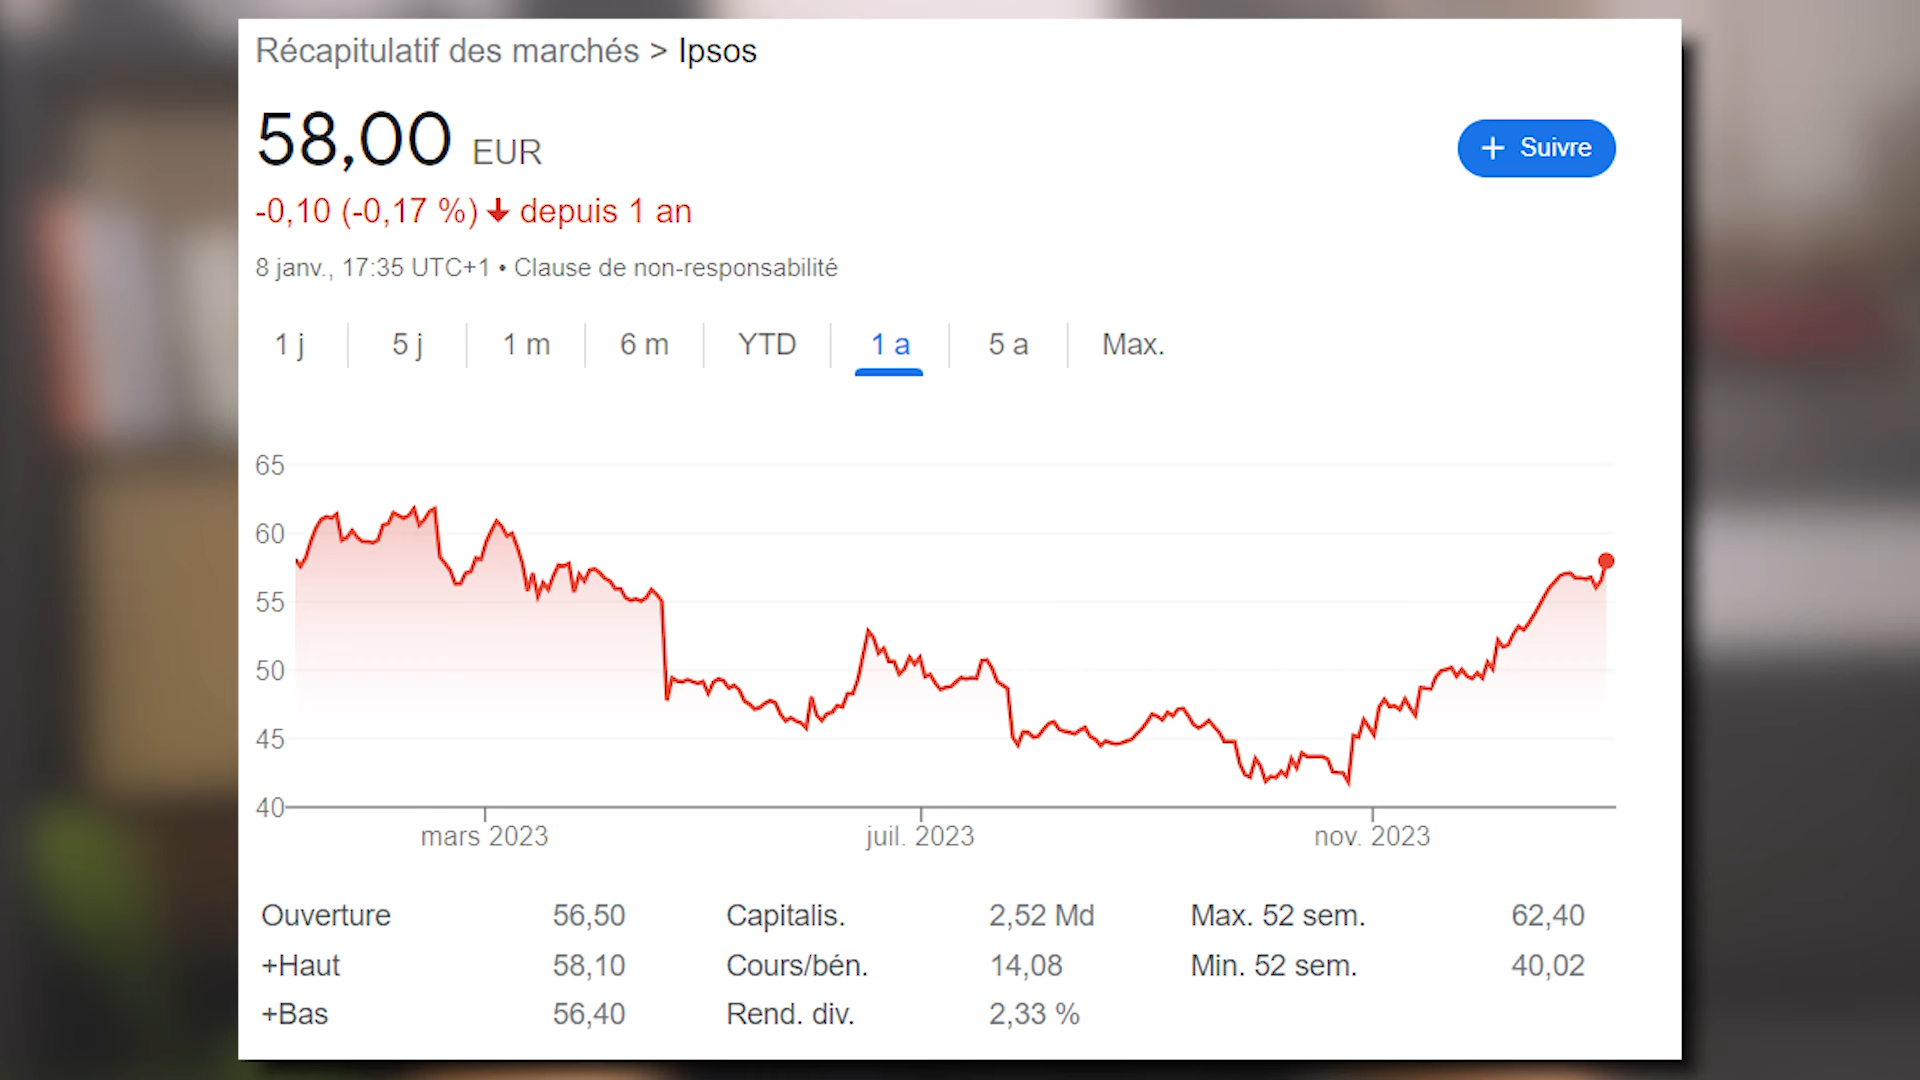 Récapitulatif des marchés > Ipsos
58,00 EUR
+ Suivre
-0,10 (-0,17 %) ↓ depuis 1 an
8 janv., 17:35 UTC+1 • Clause de non-responsabilité
1 j 5 j 1 m 6 m YTD 1 a 5 a Max.
65
60
55
50
45
40
mars 2023 juil. 2023 nov. 2023
Ouverture 56,50 Capitalis. 2,52 Md Max. 52 sem. 62,40
+Haut 58,10 Cours/bén. 14,08 Min. 52 sem. 40,02
+Bas 56,40 Rend. div. 2,33 %